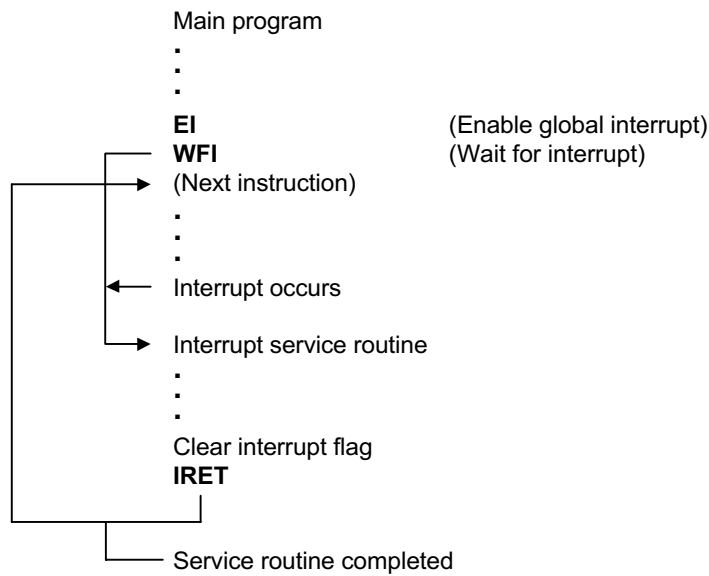 Main program
.
.
.
EI (Enable global interrupt)
WFI (Wait for interrupt)
(Next instruction)
.
.
.
Interrupt occurs
Interrupt service routine
.
.
.
Clear interrupt flag
IRET
Service routine completed